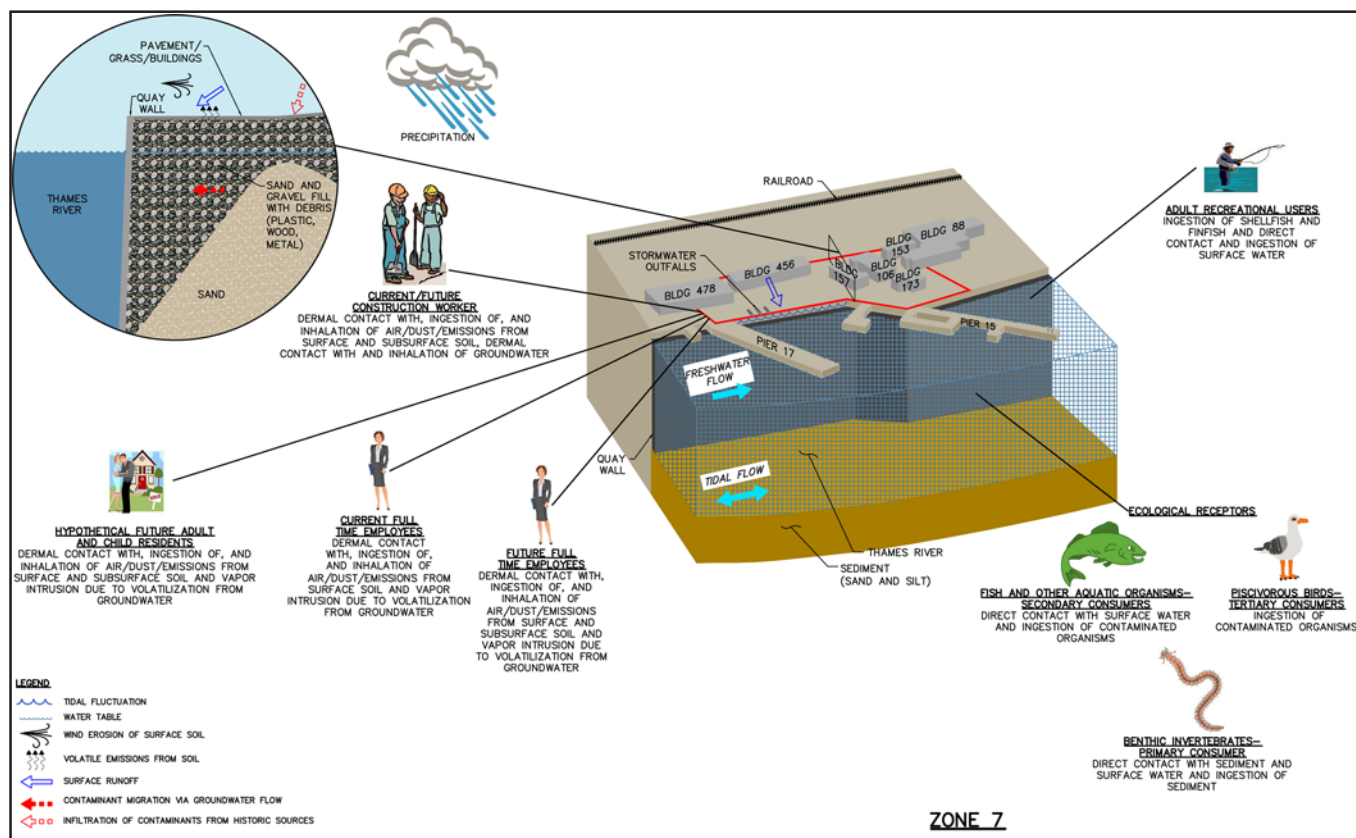 PAVEMENT/
GRASS/BUILDINGS
QUAY
WALL
THAMES
RIVER
SAND AND
GRAVEL FILL
WITH DEBRIS
(PLASTIC,
WOOD,
METAL)
SAND
PRECIPITATION
CURRENT/FUTURE
CONSTRUCTION WORKER
DERMAL CONTACT WITH, INGESTION OF, AND
INHALATION OF AIR/DUST/EMISSIONS FROM
SURFACE AND SUBSURFACE SOIL, DERMAL
CONTACT WITH AND INHALATION OF GROUNDWATER
RAILROAD
STORMWATER
OUTFALLS
BLDG 478
BLDG 456
BLDG
157
BLDG
106
BLDG
153
BLDG 88
BLDG
173
PIER 17
PIER 15
FRESHWATER
FLOW
TIDAL FLOW
QUAY
WALL
THAMES RIVER
SEDIMENT
(SAND AND SILT)
ADULT RECREATIONAL USERS
INGESTION OF SHELLFISH AND
FINFISH AND DIRECT
CONTACT AND INGESTION OF
SURFACE WATER
SOLD
HYPOTHETICAL FUTURE ADULT
AND CHILD RESIDENTS
DERMAL CONTACT WITH, INGESTION OF, AND
INHALATION OF AIR/DUST/EMISSIONS FROM
SURFACE AND SUBSURFACE SOIL AND VAPOR
INTRUSION DUE TO VOLATILIZATION FROM
GROUNDWATER
CURRENT FULL
TIME EMPLOYEES
DERMAL CONTACT
WITH, INGESTION OF,
AND INHALATION OF
AIR/DUST/EMISSIONS FROM
SURFACE SOIL AND VAPOR
INTRUSION DUE TO VOLATILIZATION
FROM GROUNDWATER
FUTURE FULL
TIME EMPLOYEES
DERMAL CONTACT WITH,
INGESTION OF, AND
INHALATION OF
AIR/DUST/EMISSIONS
FROM SURFACE AND
SUBSURFACE SOIL AND
VAPOR INTRUSION DUE
TO VOLATILIZATION FROM
GROUNDWATER
ECOLOGICAL RECEPTORS
FISH AND OTHER AQUATIC ORGANISMS–
SECONDARY CONSUMERS
DIRECT CONTACT WITH SURFACE WATER
AND INGESTION OF CONTAMINATED
ORGANISMS
PISCIVOROUS BIRDS–
TERTIARY CONSUMERS
INGESTION OF
CONTAMINATED ORGANISMS
BENTHIC INVERTEBRATES–
PRIMARY CONSUMER
DIRECT CONTACT WITH SEDIMENT AND
SURFACE WATER AND INGESTION OF
SEDIMENT
LEGEND
TIDAL FLUCTUATION
WATER TABLE
WIND EROSION OF SURFACE SOIL
VOLATILE EMISSIONS FROM SOIL
SURFACE RUNOFF
CONTAMINANT MIGRATION VIA GROUNDWATER FLOW
INFILTRATION OF CONTAMINANTS FROM HISTORIC SOURCES
ZONE 7